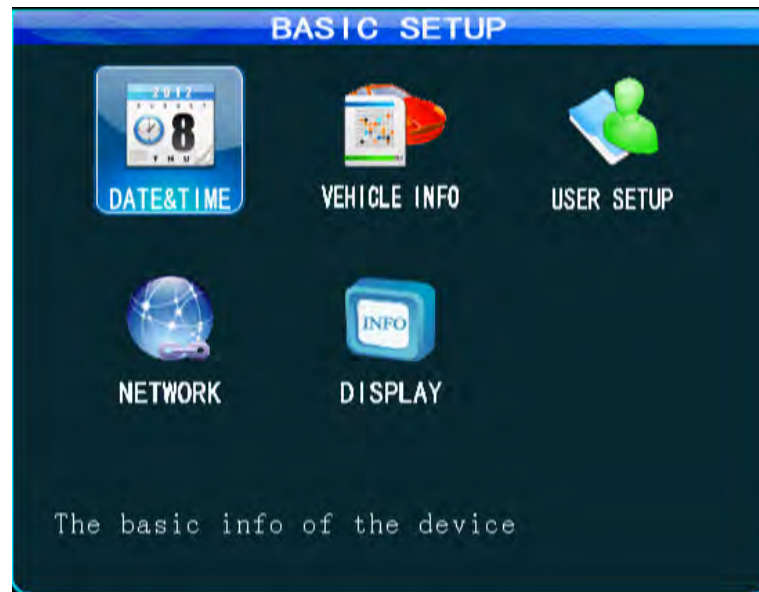 BASIC SETUP
2012
8
THU
DATE&TIME
VEHICLE INFO
USER SETUP
INFO
NETWORK
DISPLAY
The basic info of the device